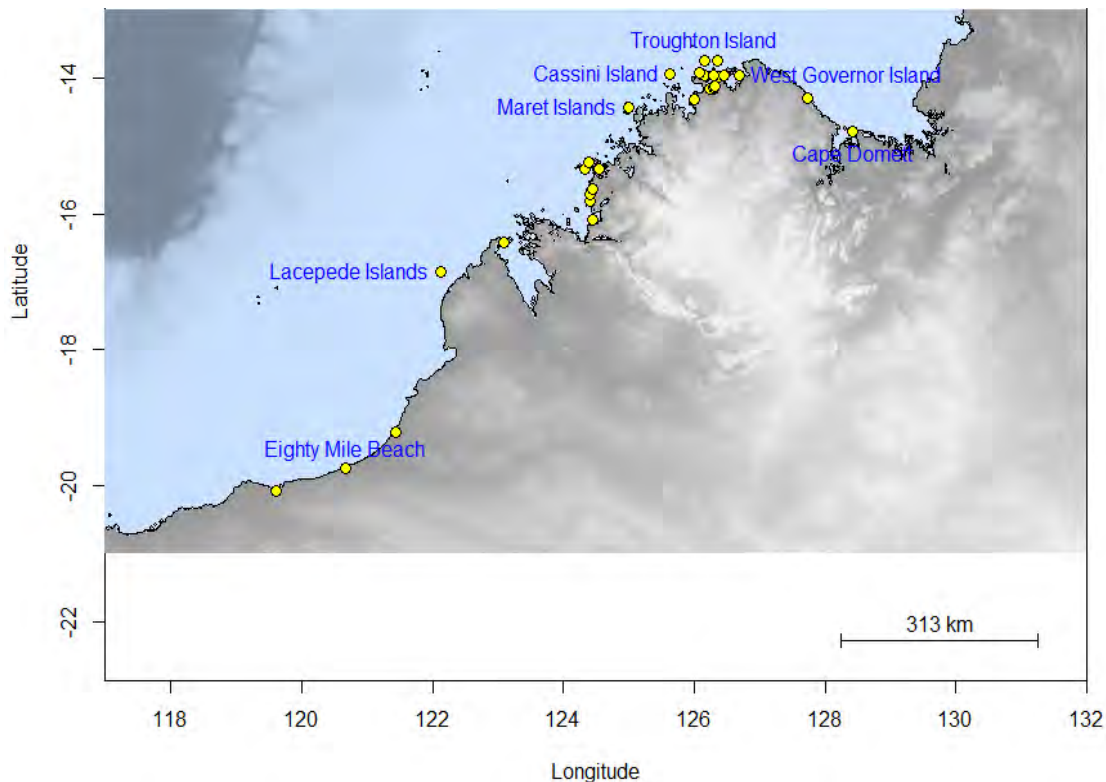 Troughton Island
-14
Cassini Island
West Governor Island
Maret Islands
Cape Domett
-16
Lacepede Islands
Latitude
-18
Eighty Mile Beach
-20
-22
313 km
118
120
122
124
126
128
130
132
Longitude